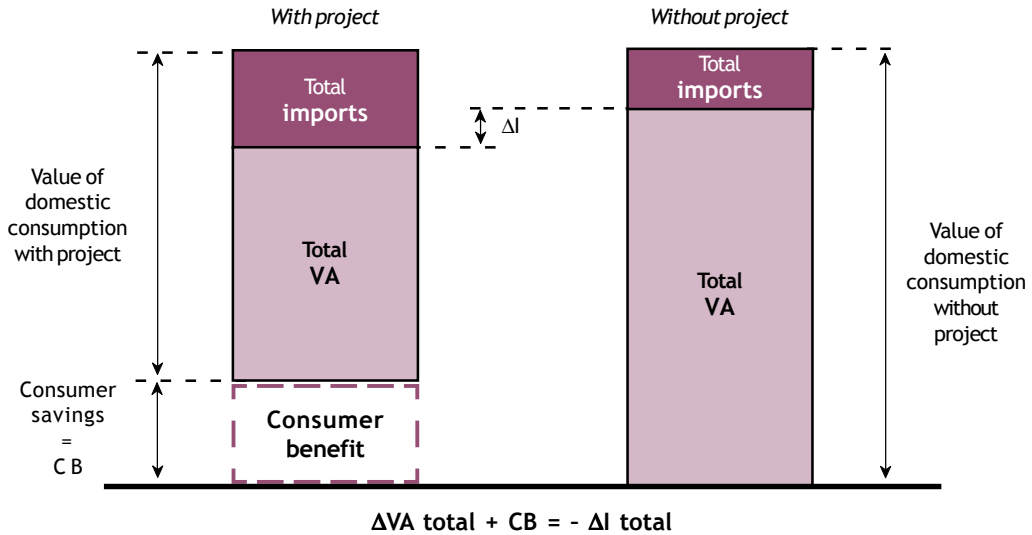 With project
Without project
Total
imports
Total
imports
ΔI
Value of
domestic
consumption
with project
Total
VA
Total
VA
Value of
domestic
consumption
without
project
Consumer
savings
=
C B
Consumer
benefit
ΔVA total + CB = – ΔI total